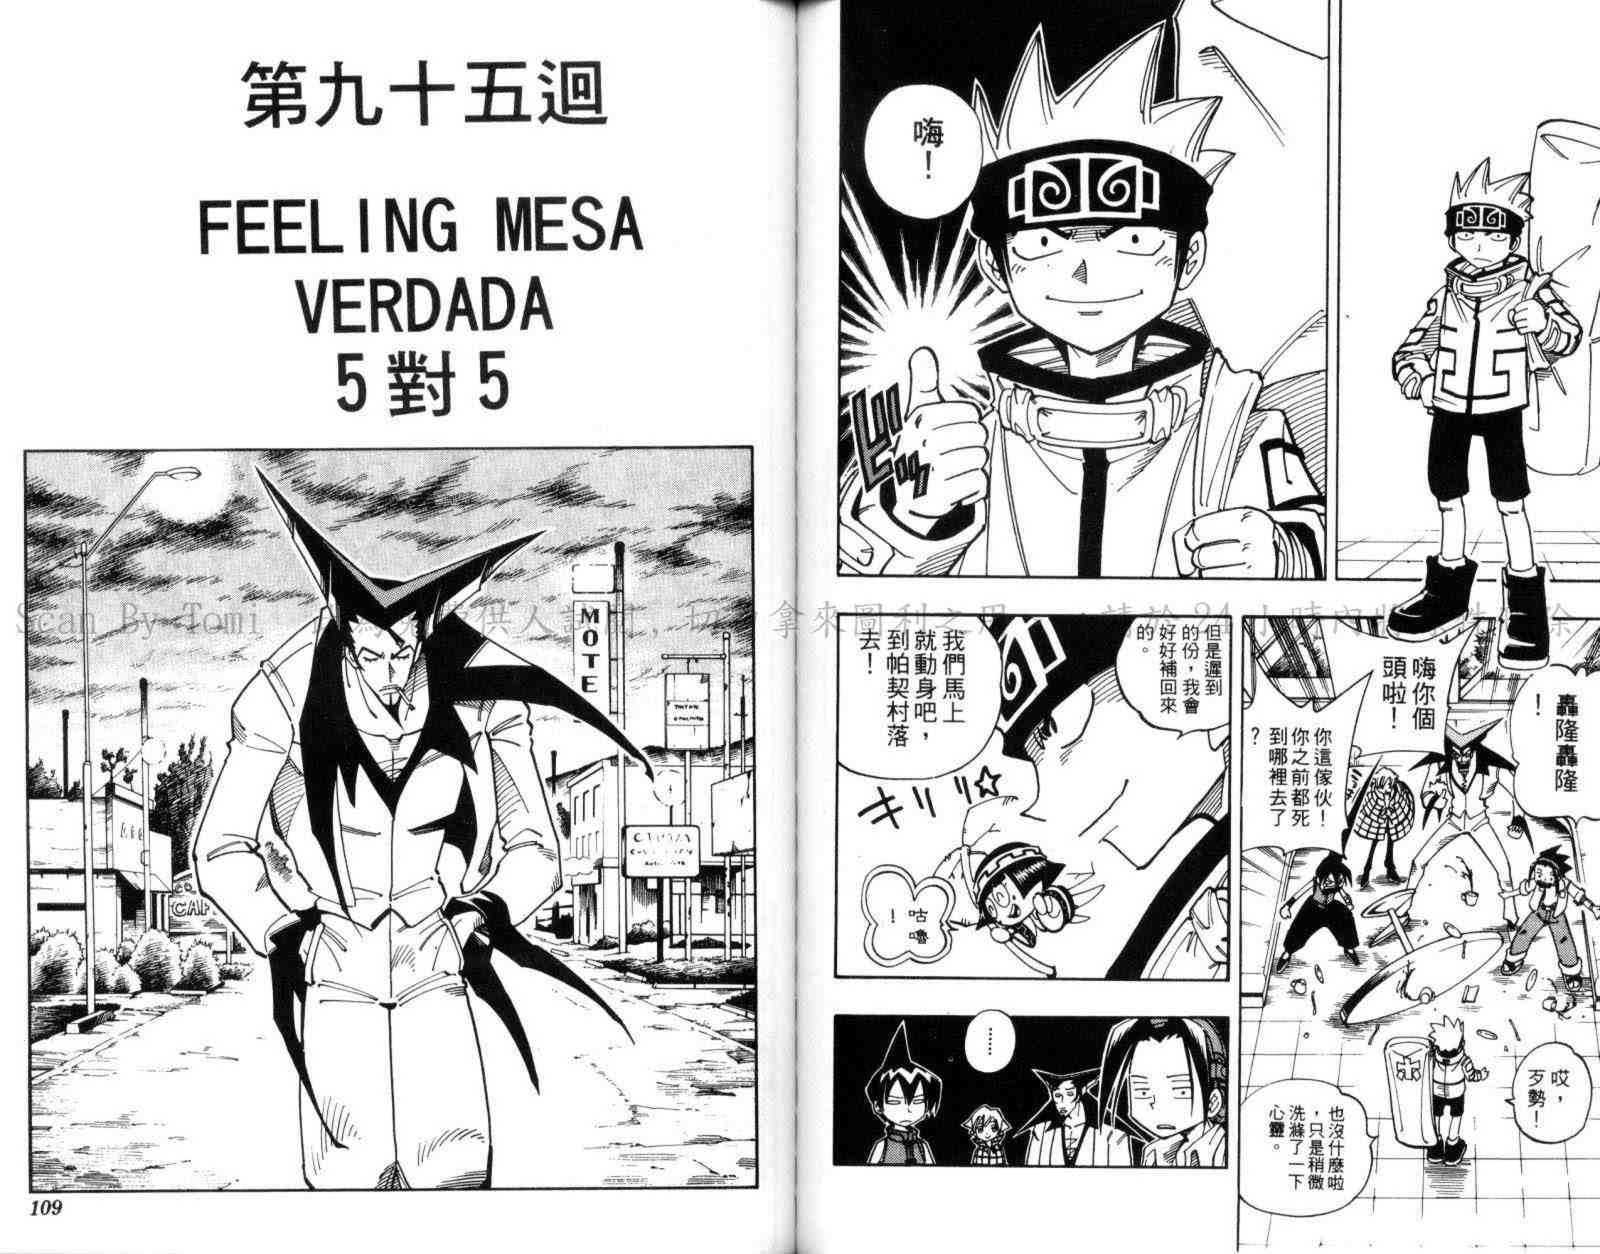 嗨！
轟隆轟隆
！
嗨你個
頭啦！
你這傢伙！
你之前都死
到哪裡去了
？
哎，
歹勢！
也沒什麼啦
，只是稍微
洗滌了一下
心靈。
但是遲到
的份，我會
好好補回來
的。
我們馬上
就動身吧，
到帕契村落
去！
キリリ☆
咕嚕
！
……
第九十五迴
FEELING MESA
VERDADA
5對5
MOTE
CAF
109
Scan By Tomi